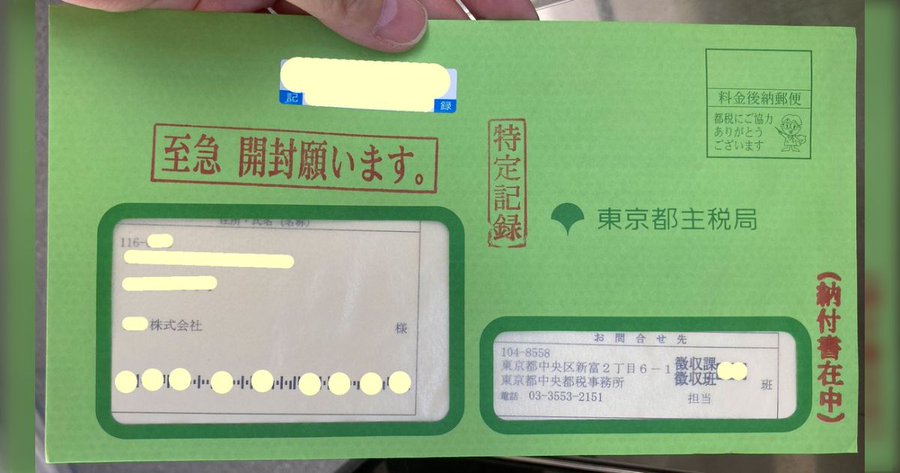 記 録
至急 開封願います。
特定記録
料金後納郵便
都税にご協力
ありがとう
ございます
東京都主税局
住所・氏名(名称)
116-
株式会社 様
お問合せ先
104-8558
東京都中央区新富2丁目6-1
東京都中央都税事務所
電話 03-3553-2151
徴収課
徴収班 班
担当
(納付書在中)